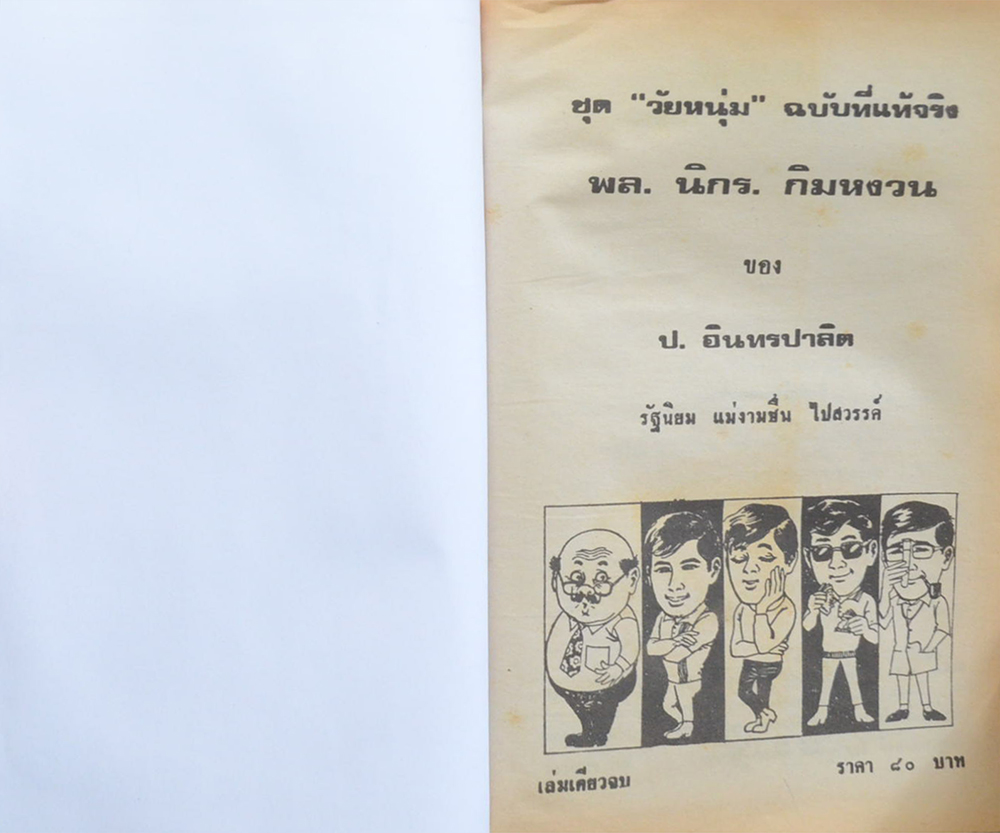 ชุด "วัยหนุ่ม" ฉบับที่แท้จริง
พล. นิกร. กิมหงวน
ของ
ป. อินทรปาลิต
รัฐนิยม แม่งามชื่น ไปสวรรค์
เล่มเดียวจบ
ราคา ๘๐ บาท